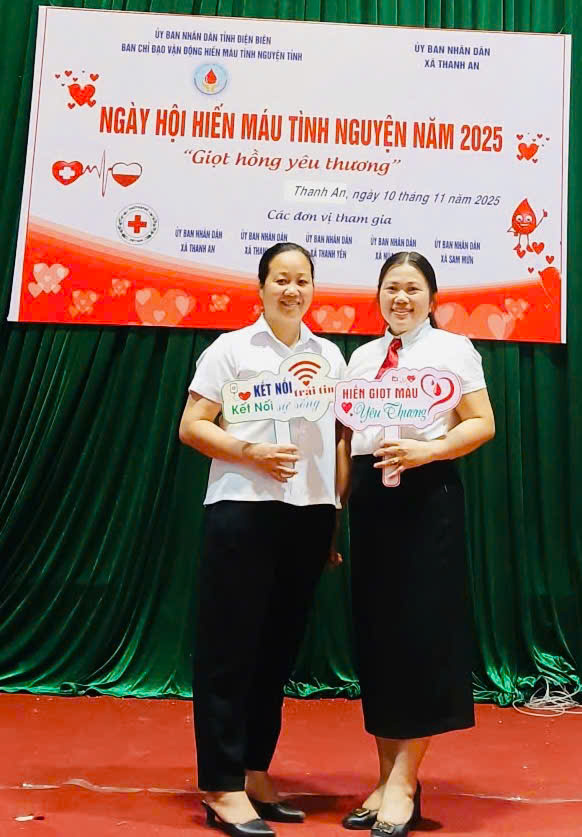 ỦY BAN NHÂN DÂN TỈNH ĐIỆN BIÊN
BAN CHỈ ĐẠO VẬN ĐỘNG HIẾN MÁU TÌNH NGUYỆN TỈNH
ỦY BAN NHÂN DÂN
XÃ THANH AN
NGÀY HỘI HIẾN MÁU TÌNH NGUYỆN NĂM 2025
"Giọt hồng yêu thương"
Thanh An, ngày 10 tháng 11 năm 2025
Các đơn vị tham gia
ỦY BAN NHÂN DÂN
XÃ THANH AN
ỦY BAN NHÂN DÂN
XÃ
ỦY BAN NHÂN DÂN
XÃ THANH YÊN
ỦY BAN NHÂN DÂN
XÃ
ỦY BAN NHÂN DÂN
XÃ SAM MỨN
KẾT NỐI trái tim
Kết Nối sự sống
HIẾN GIỌT MÁU
Yêu Thương